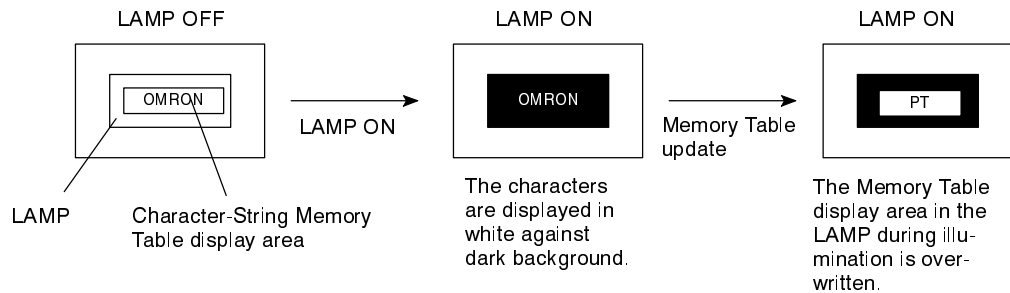 LAMP OFF
OMRON
LAMP
Character-String Memory
Table display area
LAMP ON
LAMP ON
OMRON
The characters
are displayed in
white against
dark background.
Memory Table
update
LAMP ON
PT
The Memory Table
display area in the
LAMP during illu-
mination is over-
written.